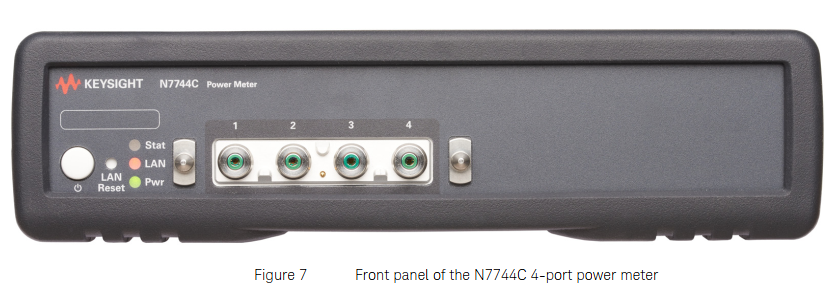 KEYSIGHT N7744C Power Meter
1 2 3 4
Stat
LAN
LAN
Reset
Pwr
Figure 7 Front panel of the N7744C 4-port power meter